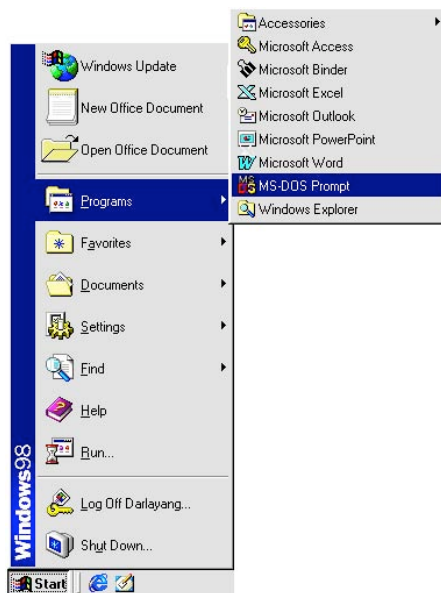 Accessories
Microsoft Access
Microsoft Binder
Microsoft Excel
Microsoft Outlook
Microsoft PowerPoint
Microsoft Word
MS-DOS Prompt
Windows Explorer
Windows Update
New Office Document
Open Office Document
Programs
Favorites
Documents
Settings
Find
Help
Run...
Log Off Darlayang...
Shut Down...
Windows98
Start